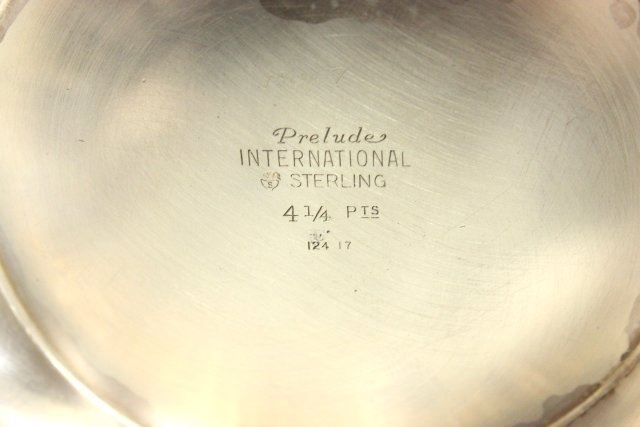 Prelude
INTERNATIONAL
S STERLING
4 1/4 PTS
124 17